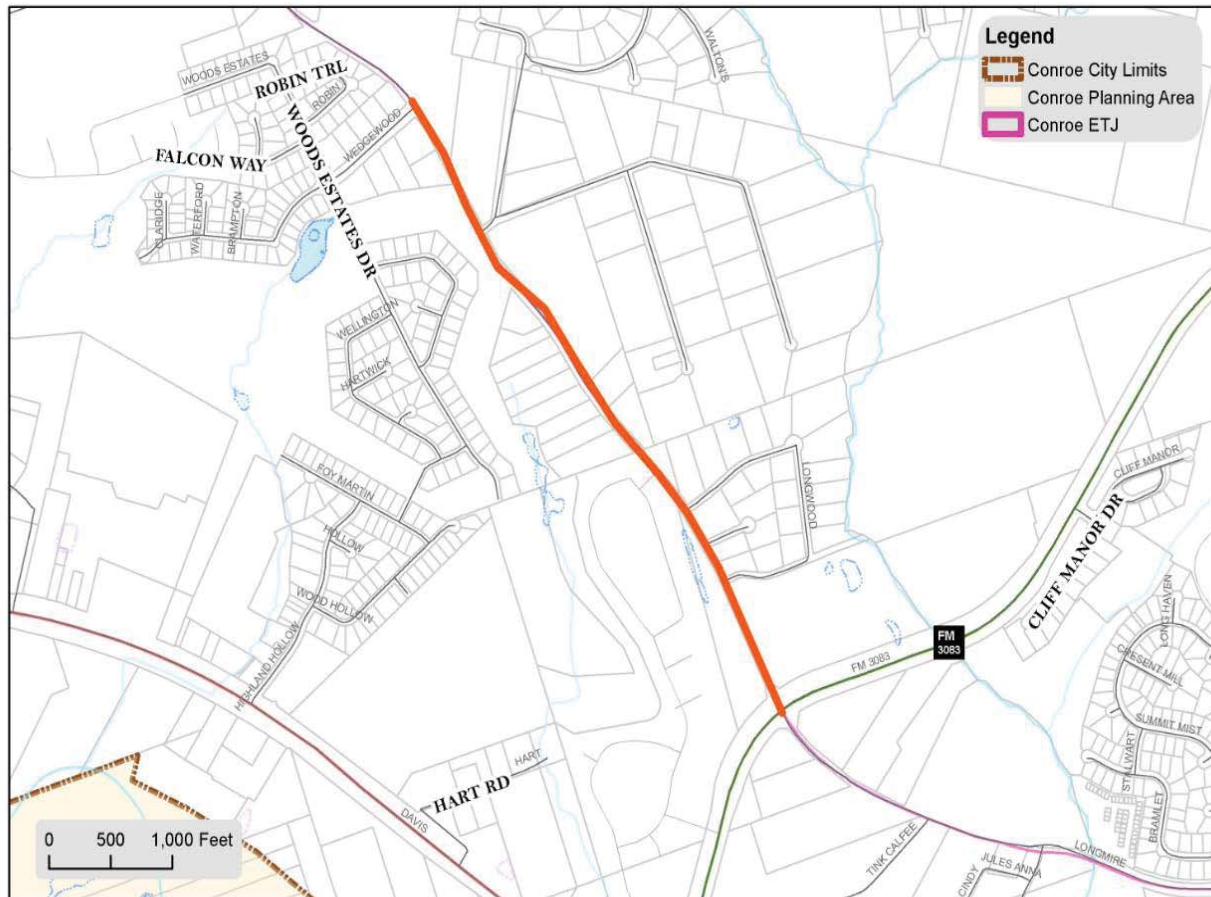 Legend
Conroe City Limits
Conroe Planning Area
Conroe ETJ
WALTON'S
WOODS ESTATES
ROBIN TRL
ROBIN
WOODS ESTATES DR
WEDGEWOOD
FALCON WAY
CLARIDGE
WATERFORD
BRAMPTON
WELLINGTON
HARTWICK
FOY MARTIN
HOLLOW
WOOD HOLLOW
HIGHLAND HOLLOW
LONGWOOD
CLIFF MANOR
CLIFF MANOR DR
LONG HAVEN
CRESENT MILL
SUMMIT MIST
STALWART
BRAMLET
FM 3083
FM
3083
HART
HART RD
DAVIS
TINK CALFEE
CINDY
JULES ANNA
LONGMIRE
0 500 1,000 Feet